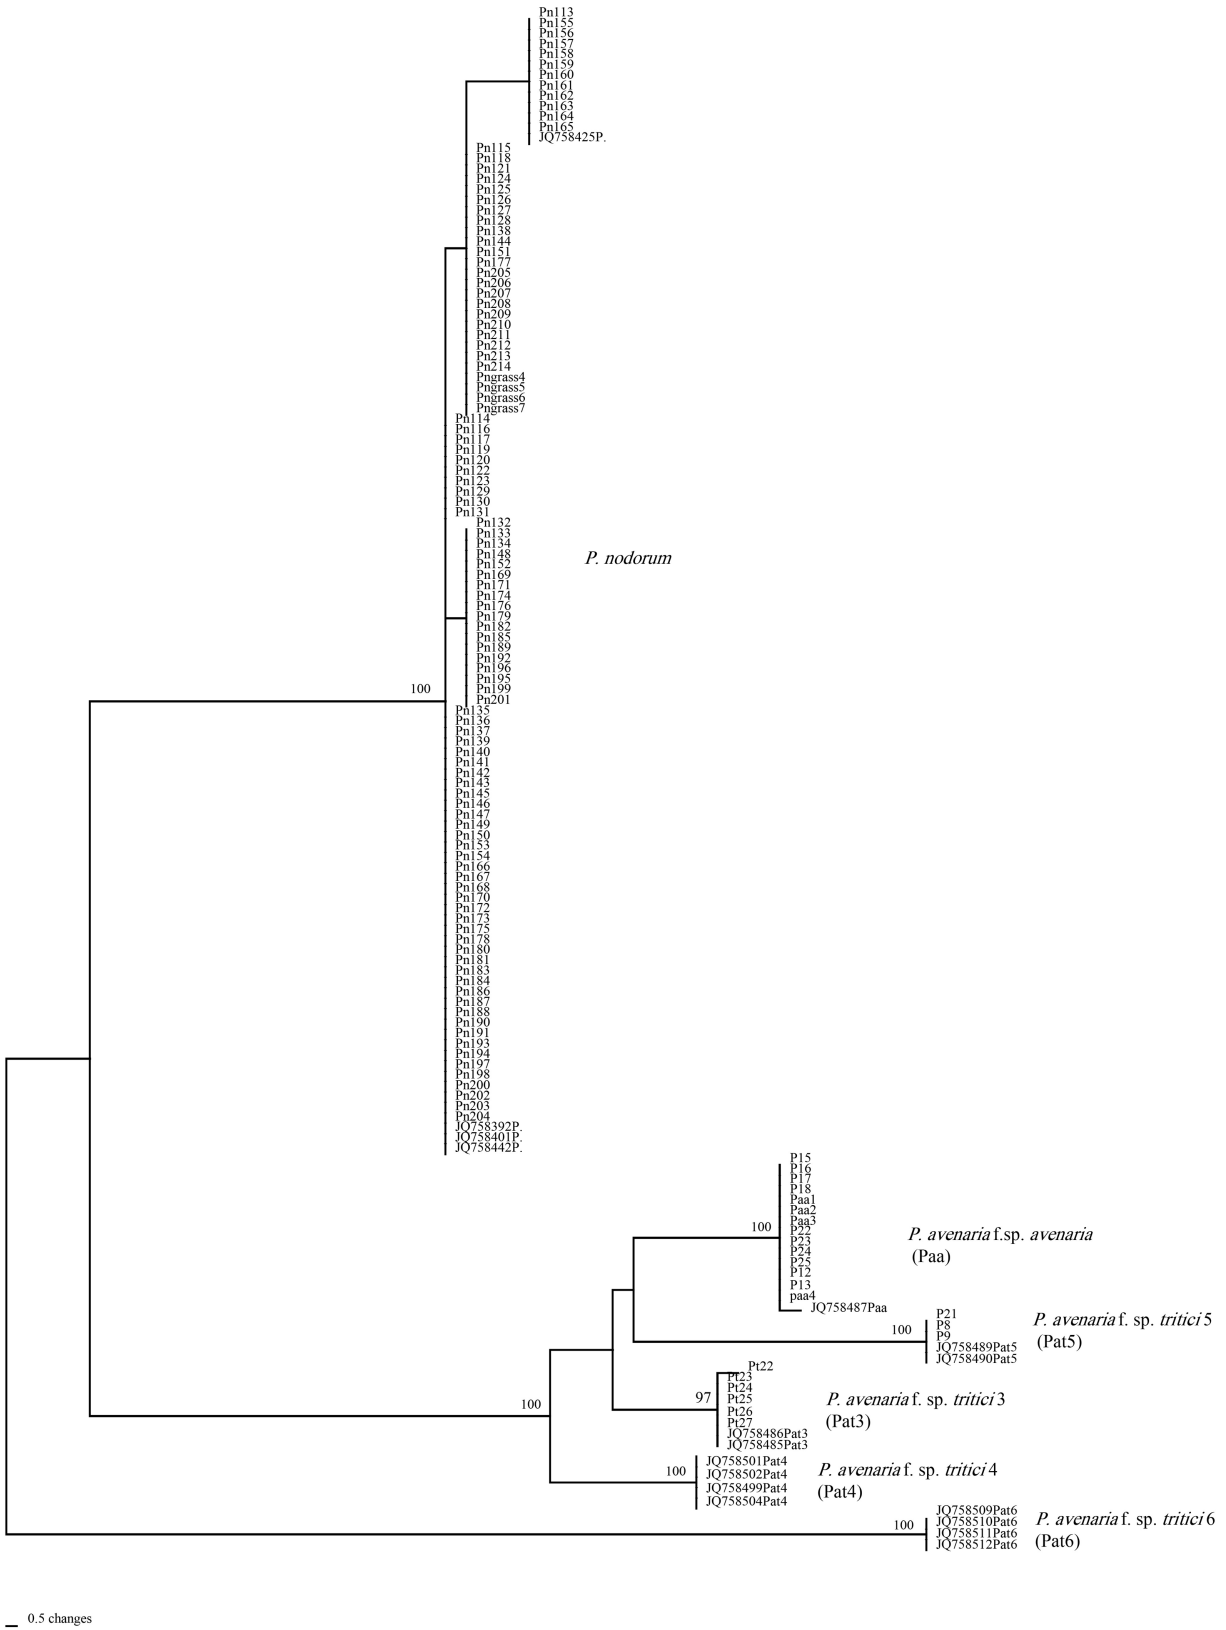 Pn113
Pn155
Pn156
Pn157
Pn158
Pn159
Pn160
Pn161
Pn162
Pn163
Pn164
Pn165
JQ758425P.
Pn115
Pn118
Pn121
Pn124
Pn125
Pn126
Pn127
Pn128
Pn138
Pn144
Pn151
Pn177
Pn205
Pn206
Pn207
Pn208
Pn209
Pn210
Pn211
Pn212
Pn213
Pn214
Pngrass4
Pngrass5
Pngrass6
Pngrass7
Pn114
Pn116
Pn117
Pn119
Pn120
Pn122
Pn123
Pn129
Pn130
Pn131
Pn132
Pn133
Pn134
Pn148
Pn152
P. nodorum
Pn169
Pn171
Pn174
Pn176
Pn179
Pn182
Pn185
Pn189
Pn192
Pn196
Pn195
Pn199
100
Pn201
Pn135
Pn136
Pn137
Pn139
Pn140
Pn141
Pn142
Pn143
Pn145
Pn146
Pn147
Pn149
Pn150
Pn153
Pn154
Pn166
Pn167
Pn168
Pn170
Pn172
Pn173
Pn175
Pn178
Pn180
Pn181
Pn183
Pn184
Pn186
Pn187
Pn188
Pn190
Pn191
Pn193
Pn194
Pn197
Pn198
Pn200
Pn202
Pn203
Pn204
JQ758392P.
JQ758401P.
JQ758442P.
P15
P16
P17
P18
Paa1
Paa2
Paa3
100
P22
P23
P24
P25
P12
P13
paa4
JQ758487Paa
P. avenaria f.sp. avenaria
(Paa)
P21
P8
100
P9
JQ758489Pat5
JQ758490Pat5
P. avenaria f. sp. tritici 5
(Pat5)
Pt22
Pt23
Pt24
97
Pt25
Pt26
Pt27
JQ758486Pat3
JQ758485Pat3
P. avenaria f. sp. tritici 3
(Pat3)
100
JQ758501Pat4
100
JQ758502Pat4
JQ758499Pat4
JQ758504Pat4
P. avenaria f. sp. tritici 4
(Pat4)
JQ758509Pat6
100
JQ758510Pat6
JQ758511Pat6
JQ758512Pat6
P. avenaria f. sp. tritici 6
(Pat6)
0.5 changes